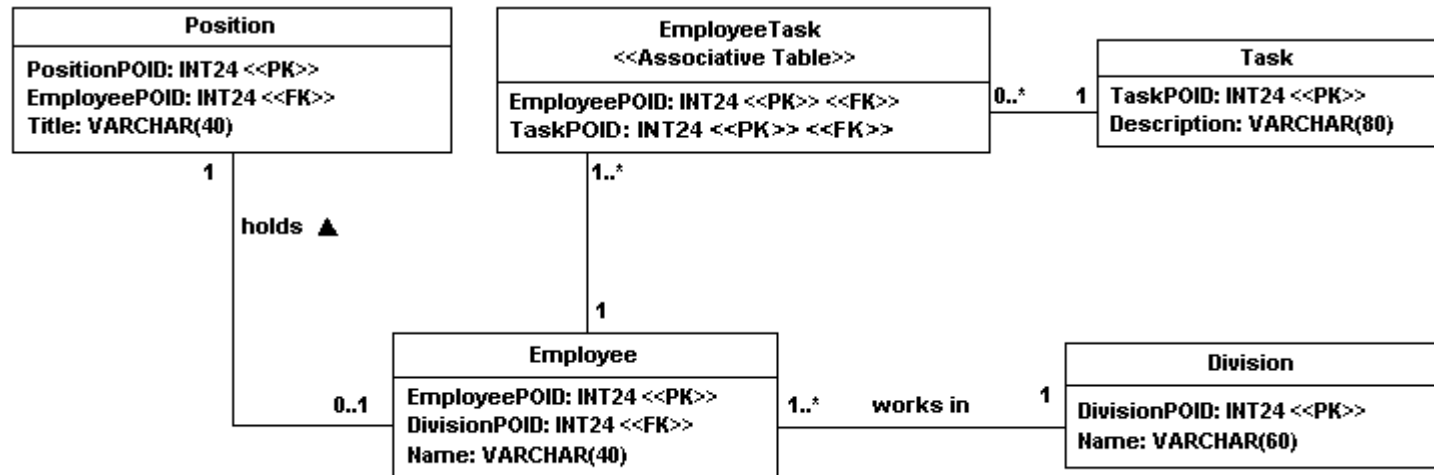 Position
PositionPOID: INT24 <<PK>>
EmployeePOID: INT24 <<FK>>
Title: VARCHAR(40)
EmployeeTask
<<Associative Table>>
EmployeePOID: INT24 <<PK>> <<FK>>
TaskPOID: INT24 <<PK>> <<FK>>
0..*
1
Task
TaskPOID: INT24 <<PK>>
Description: VARCHAR(80)
1
holds ▲
0..1
1..*
1
Employee
EmployeePOID: INT24 <<PK>>
DivisionPOID: INT24 <<FK>>
Name: VARCHAR(40)
1..*
works in
1
Division
DivisionPOID: INT24 <<PK>>
Name: VARCHAR(60)